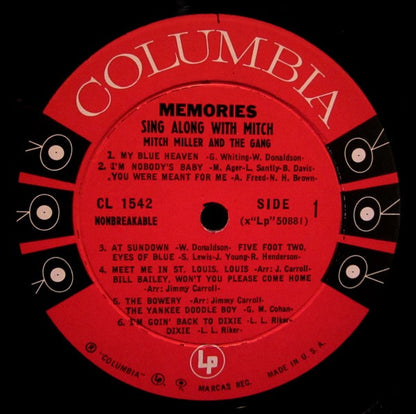 COLUMBIA
MEMORIES
SING ALONG WITH MITCH
MITCH MILLER AND THE GANG
1. MY BLUE HEAVEN -G. Whiting-W. Donaldson-
2. I'M NOBODY'S BABY -M. Ager-L. Santly-B. Davis-
YOU WERE MEANT FOR ME -A. Freed-N. H. Brown-
CL 1542
NONBREAKABLE
SIDE 1
(x"Lp" 50881)
3. AT SUNDOWN -W. Donaldson- FIVE FOOT TWO,
EYES OF BLUE -S. Lewis-J. Young-R. Henderson-
4. MEET ME IN ST. LOUIS, LOUIS -Arr: J. Carroll-
BILL BAILEY, WON'T YOU PLEASE COME HOME
-Arr: Jimmy Carroll-
5. THE BOWERY -Arr: Jimmy Carroll-
THE YANKEE DOODLE BOY -G. M. Cohan-
6. I'M GOIN' BACK TO DIXIE -L. L. Riker-
DIXIE -L. L. Riker-
® "COLUMBIA"
Lp
MARCAS REG.
MADE IN U.S.A.